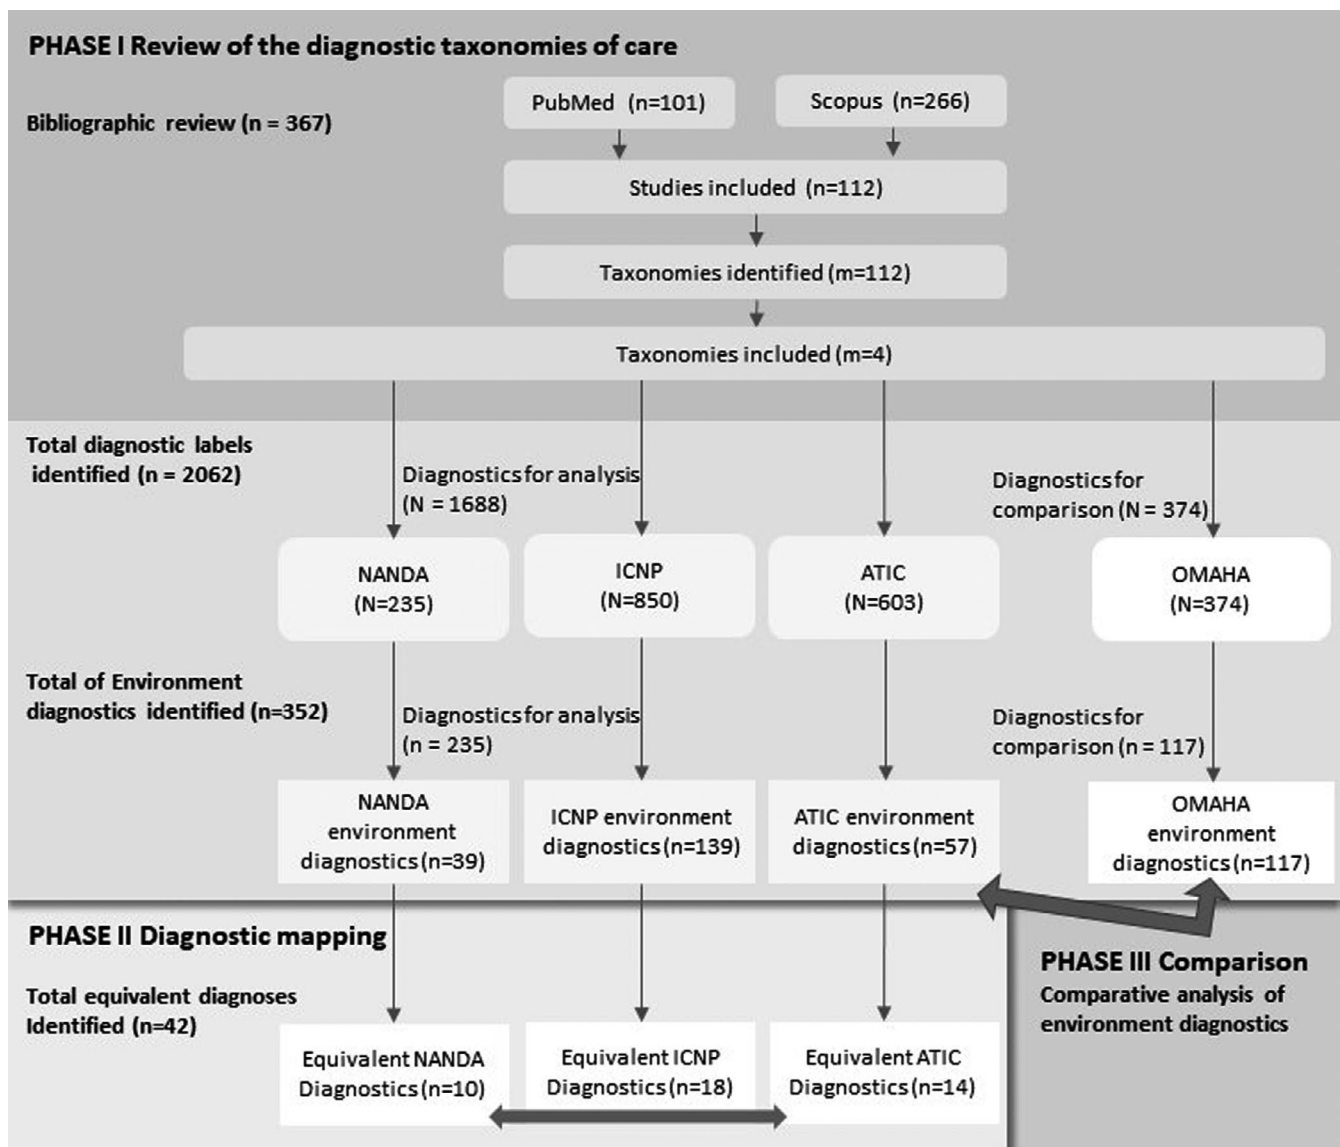 PHASE I Review of the diagnostic taxonomies of care
PubMed (n=101)
Scopus (n=266)
Bibliographic review (n = 367)
Studies included (n=112)
Taxonomies identified (m=112)
Taxonomies included (m=4)
Total diagnostic labels
identified (n = 2062)
Diagnostics for analysis
(N = 1688)
Diagnostics for
comparison (N = 374)
NANDA
(N=235)
ICNP
(N=850)
ATIC
(N=603)
OMAHA
(N=374)
Total of Environment
diagnostics identified (n=352)
Diagnostics for analysis
(n = 235)
Diagnostics for
comparison (n = 117)
NANDA
environment
diagnostics (n=39)
ICNP environment
diagnostics (n=139)
ATIC environment
diagnostics (n=57)
OMAHA
environment
diagnostics (n=117)
PHASE II Diagnostic mapping
Total equivalent diagnoses
Identified (n=42)
Equivalent NANDA
Diagnostics (n=10)
Equivalent ICNP
Diagnostics (n=18)
Equivalent ATIC
Diagnostics (n=14)
PHASE III Comparison
Comparative analysis of
environment diagnostics